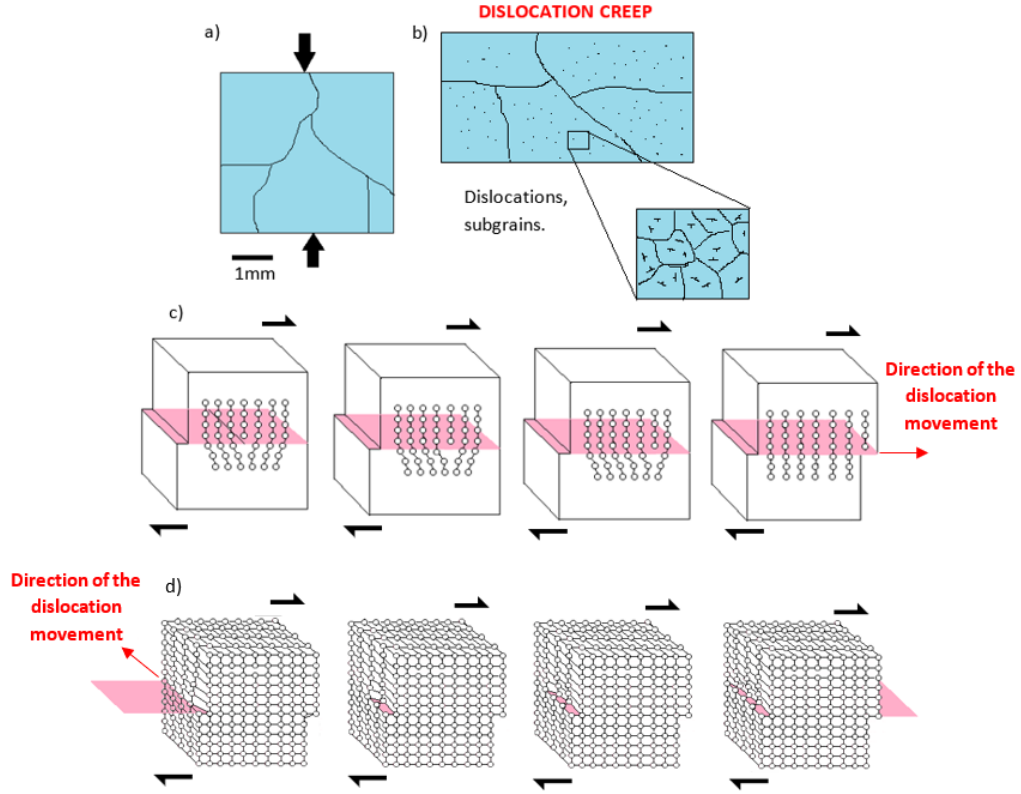 DISLOCATION CREEP
a)
b)
Dislocations,
subgrains.
1mm
c)
Direction of the
dislocation
movement
d)
Direction of the
dislocation
movement